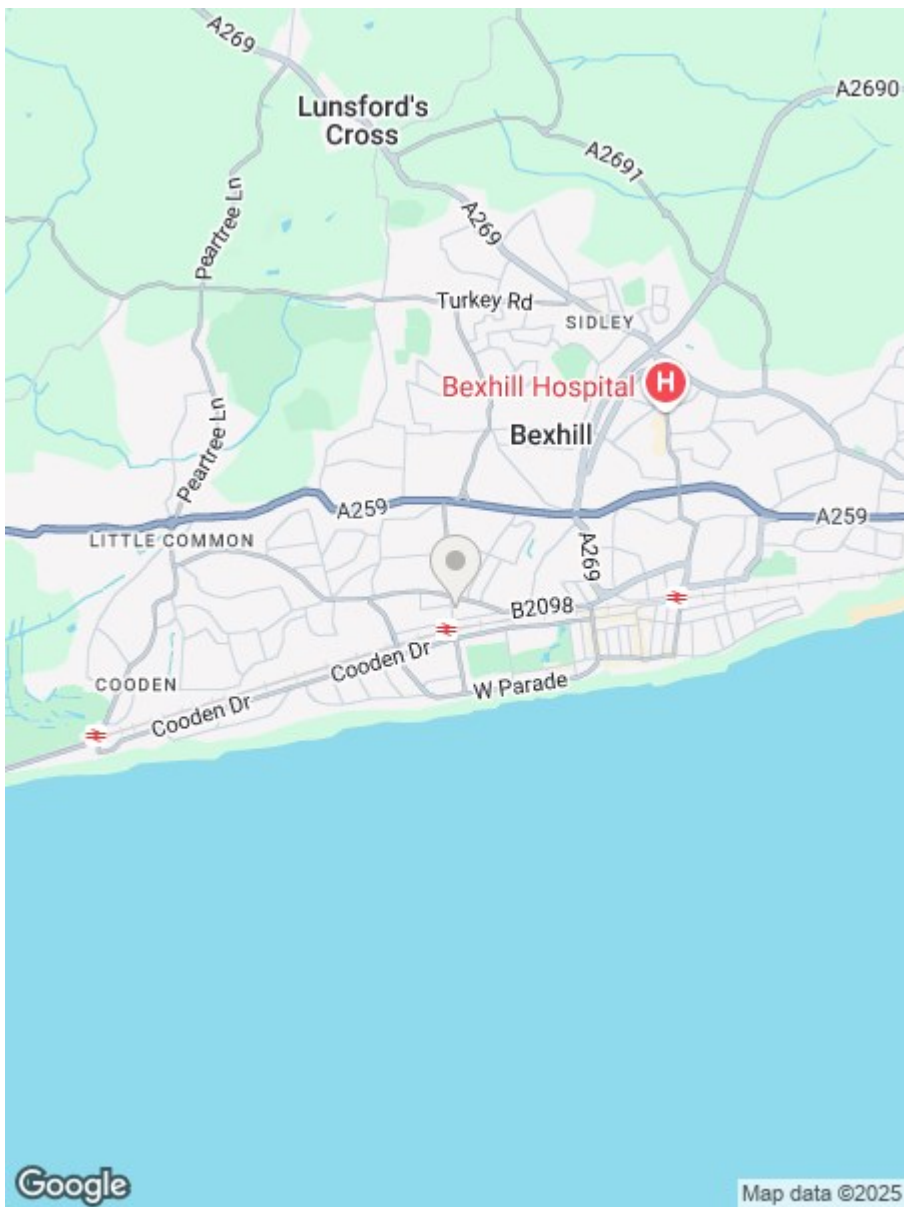 A269
A2690
Lunsford's
Cross
A2691
Peartree Ln
A269
Turkey Rd
SIDLEY
Bexhill Hospital
H
Bexhill
Peartree Ln
A259
A259
LITTLE COMMON
A269
B2098
Cooden Dr
COODEN
W Parade
Cooden Dr
Google
Map data ©2025